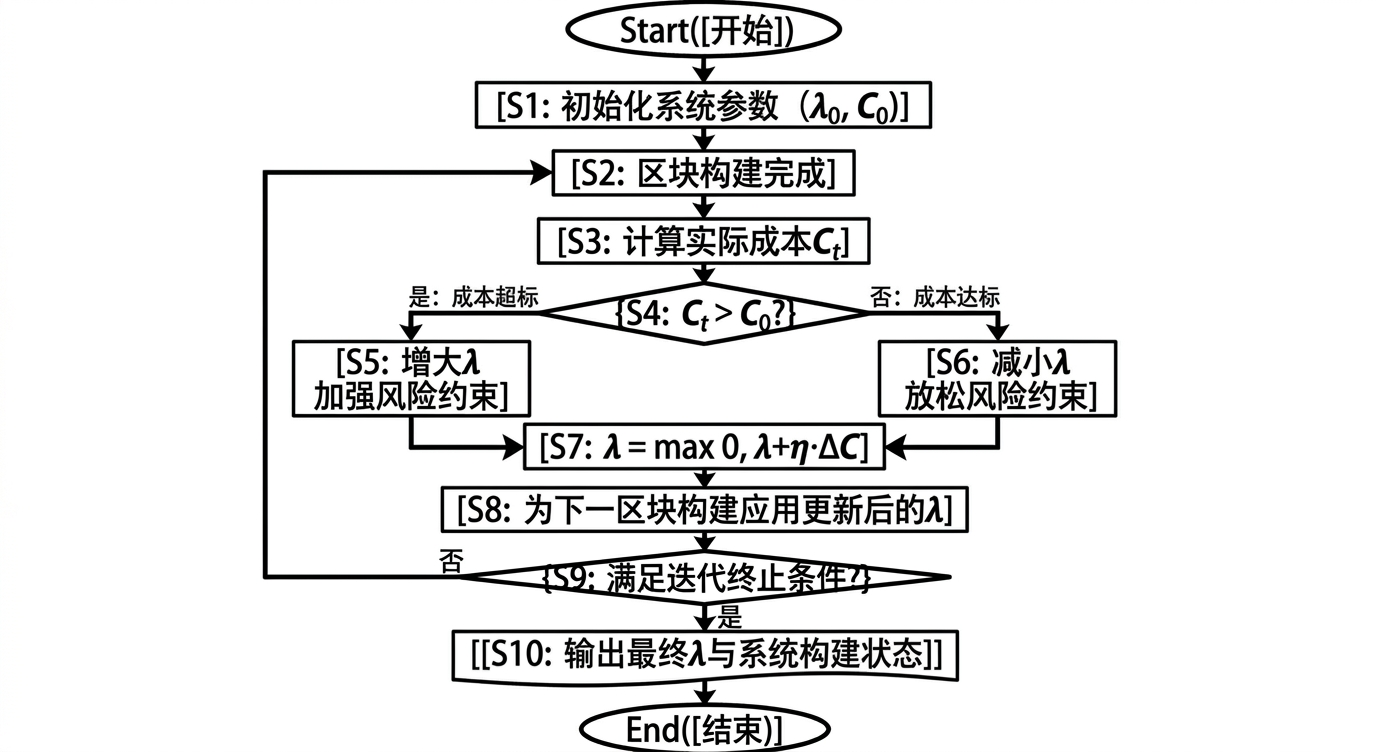 Start([开始])
[S1: 初始化系统参数（λ₀, C₀)]
[S2: 区块构建完成]
[S3: 计算实际成本Cₜ]
是：成本超标
否：成本达标
{S4: Cₜ > C₀?}
[S5: 增大λ
加强风险约束]
[S6: 减小λ
放松风险约束]
[S7: λ = max 0, λ+η·ΔC]
[S8: 为下一区块构建应用更新后的λ]
否
{S9: 满足迭代终止条件?}
是
[[S10: 输出最终λ与系统构建状态]]
End([结束)]